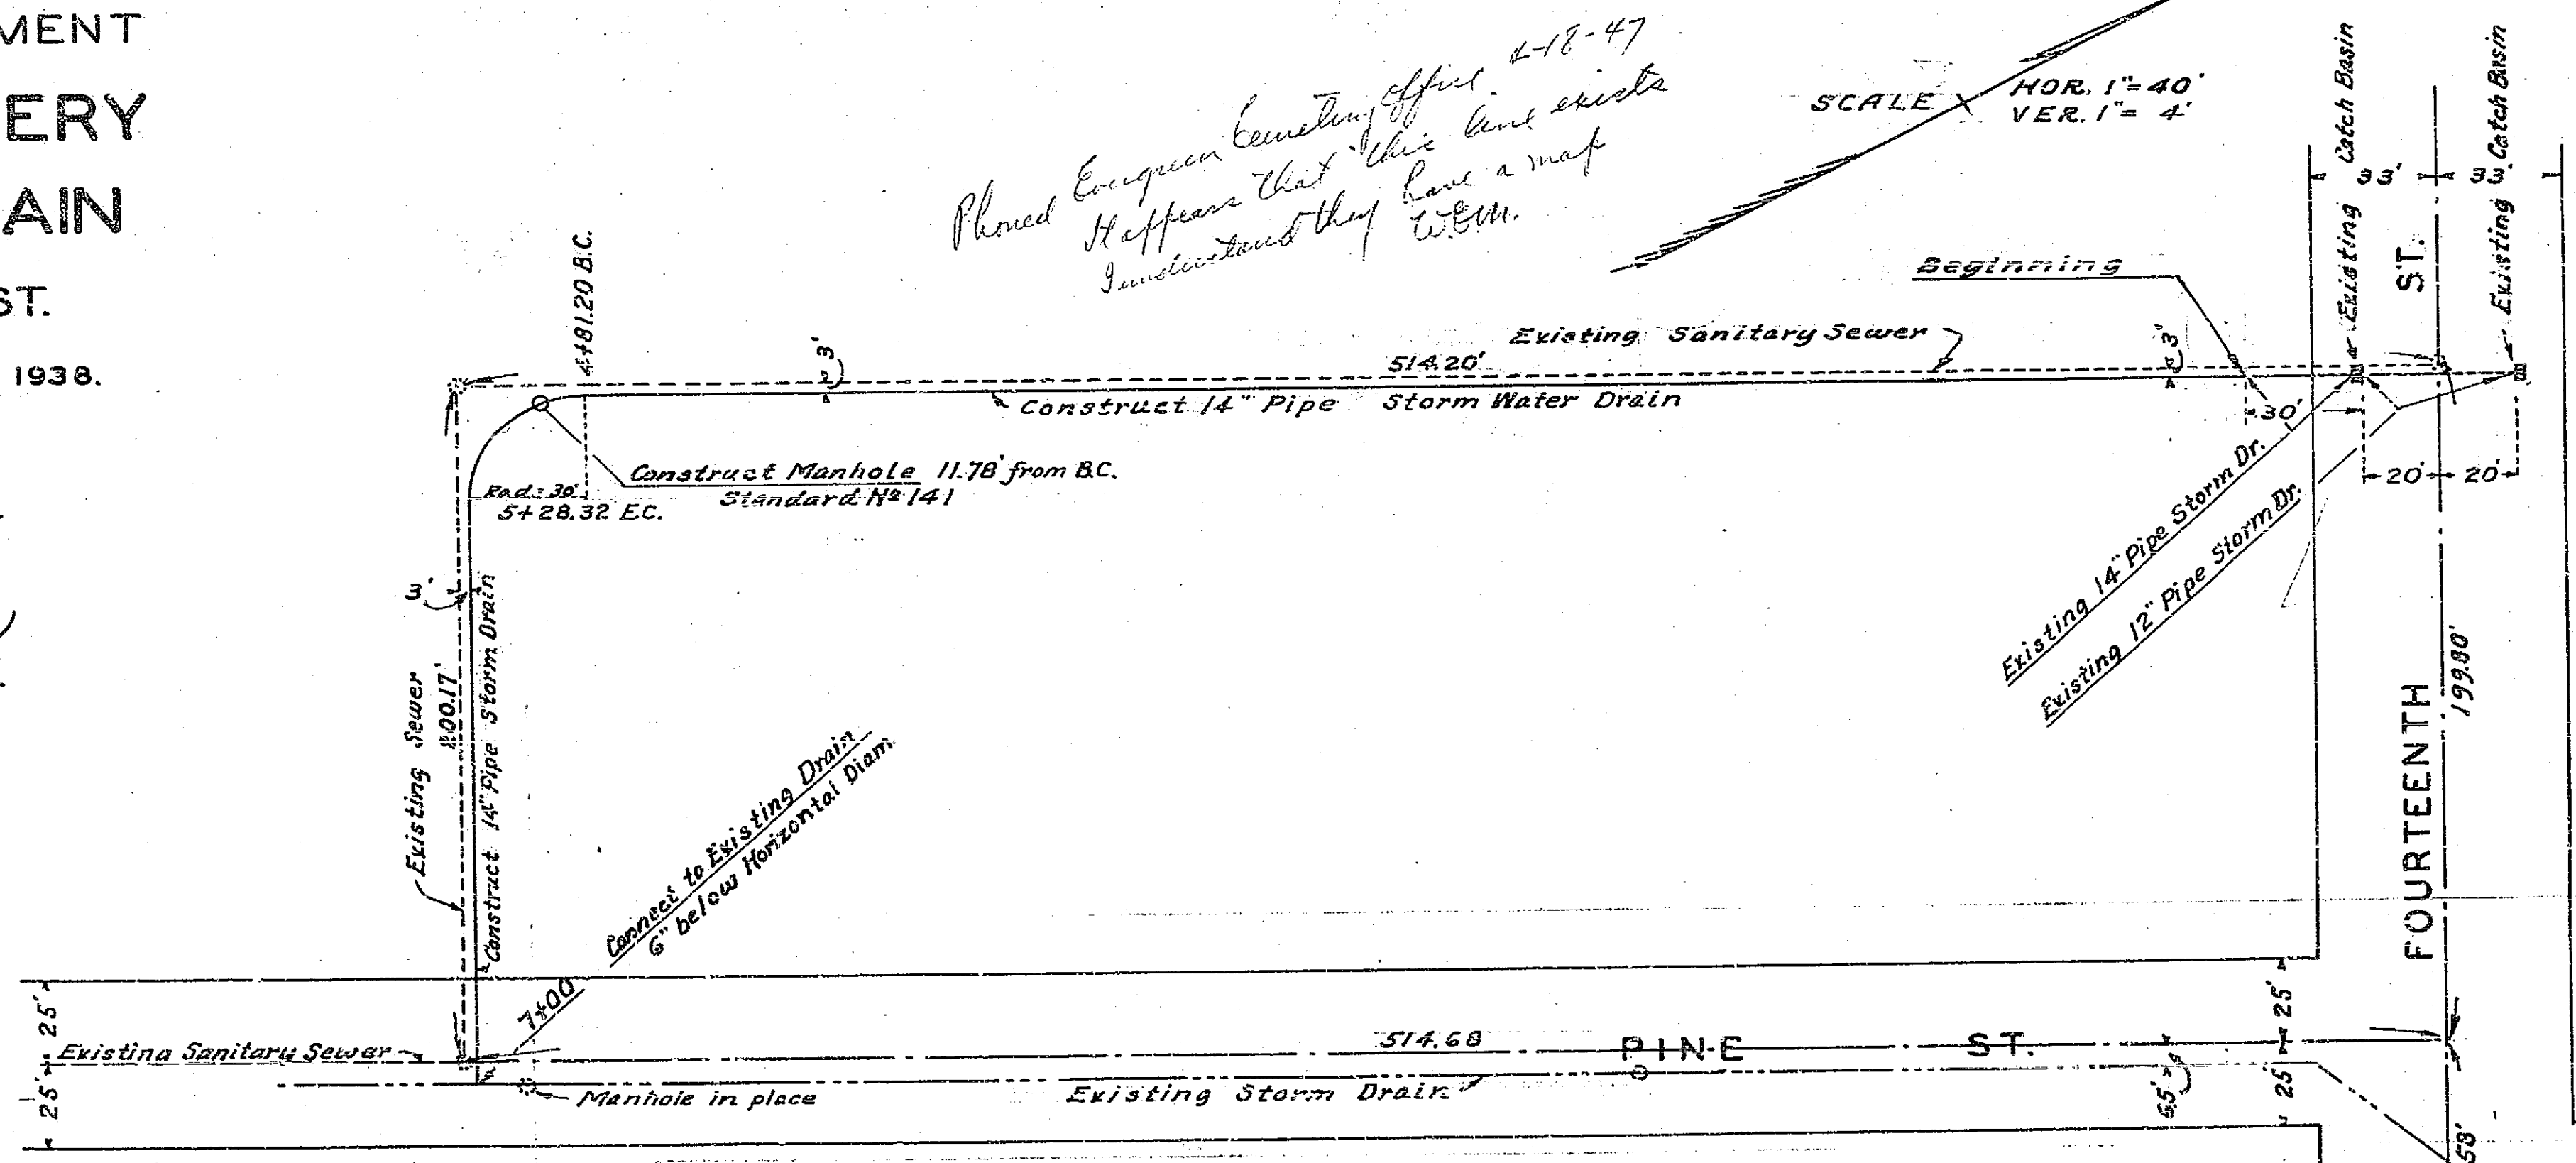 MENT
ERY
AIN
ST.
1938.
Phoned Evergreen Cemetery office. 4-18-47
It appears that this line exists
I understand they have a map
W.E.M.
SCALE
HOR. 1"=40'
VER. 1"= 4'
Existing Catch Basin
Existing Catch Basin
33' 33'
ST.
Beginning
4+81.20 B.C.
3'
Existing Sanitary Sewer
514.20'
3'
Construct 14" Pipe Storm Water Drain
30'
20' 20'
Construct Manhole 11.78' from B.C.
Standard Nº 141
Rad.=30'
5+28.32 E.C.
Existing 14" Pipe Storm Dr.
Existing 12" Pipe Storm Dr.
3'
Existing Sewer
200.17'
Construct 14" Pipe Storm Drain
Connect to Existing Drain
6" below Horizontal Diam.
FOURTEENTH
199.80'
7+00
25'
25'
Existing Sanitary Sewer
514.68
PINE ST.
25'
25'
Manhole in place
Existing Storm Drain
6.5'
58'